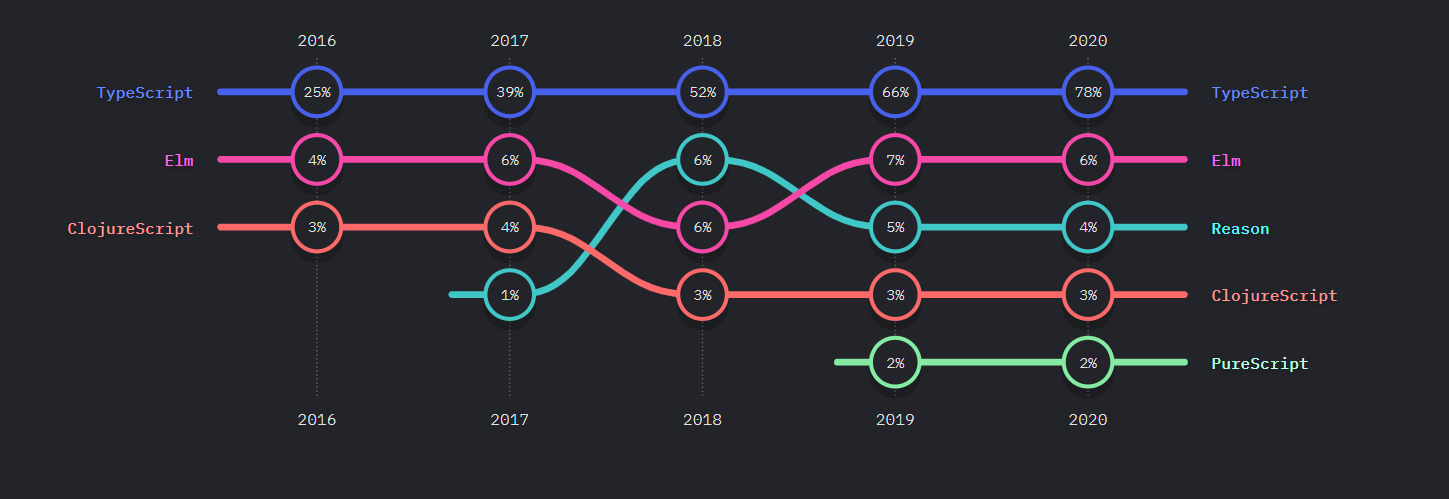 2016 2017 2018 2019 2020
TypeScript 25% 39% 52% 66% 78% TypeScript
Elm 4% 6% 6% 7% 6% Elm
ClojureScript 3% 4% 6% 5% 4% Reason
1% 3% 3% 3% ClojureScript
2% 2% PureScript
2016 2017 2018 2019 2020